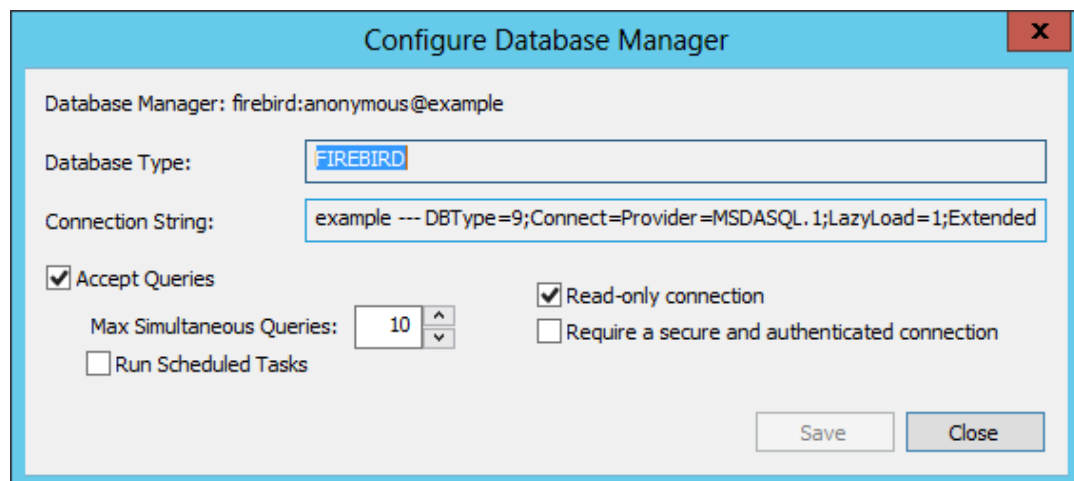 Configure Database Manager
x
Database Manager: firebird:anonymous@example
Database Type: FIREBIRD
Connection String: example --- DBType=9;Connect=Provider=MSDASQL.1;LazyLoad=1;Extended
Accept Queries
Read-only connection
Max Simultaneous Queries: 10
Require a secure and authenticated connection
Run Scheduled Tasks
Save Close